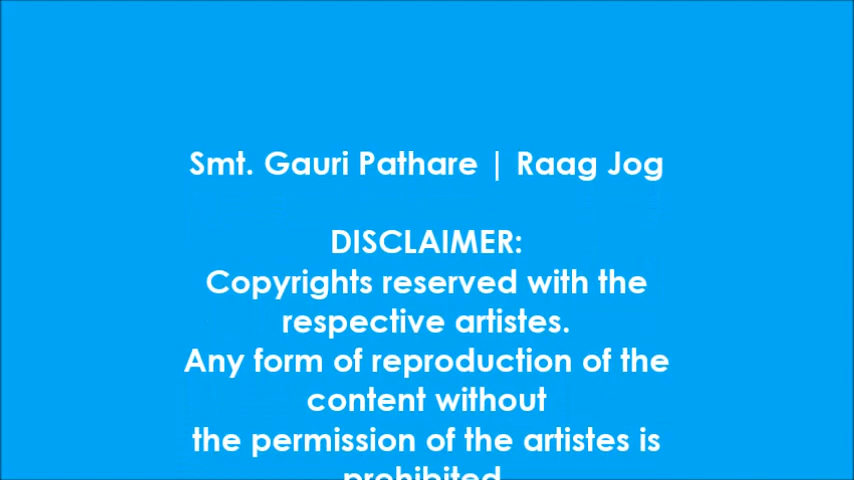 Smt. Gauri Pathare | Raag Jog
DISCLAIMER:
Copyrights reserved with the
respective artistes.
Any form of reproduction of the
content without
the permission of the artistes is
prohibited